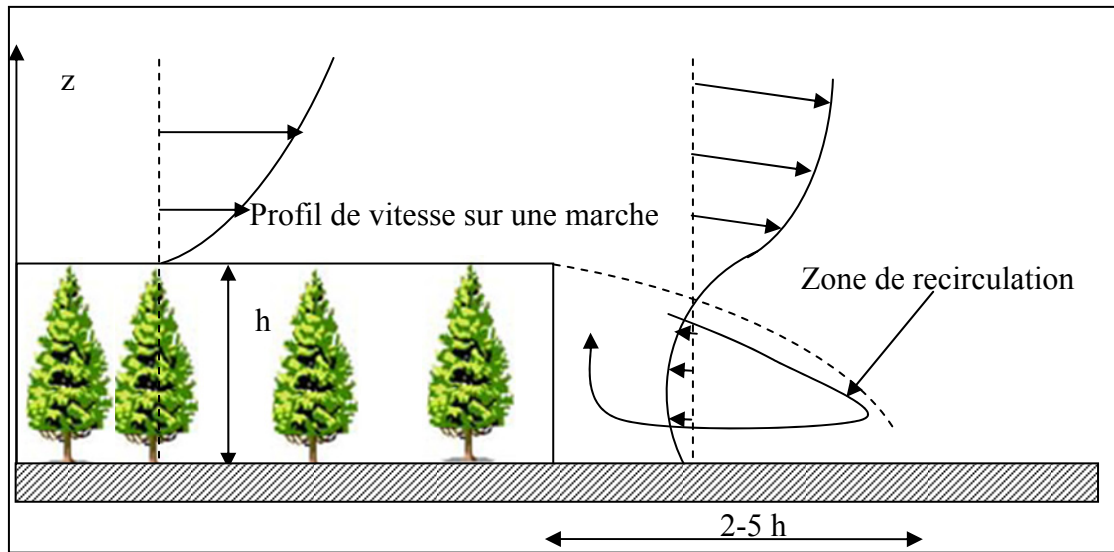 z
Profil de vitesse sur une marche
h
Zone de recirculation
2-5 h